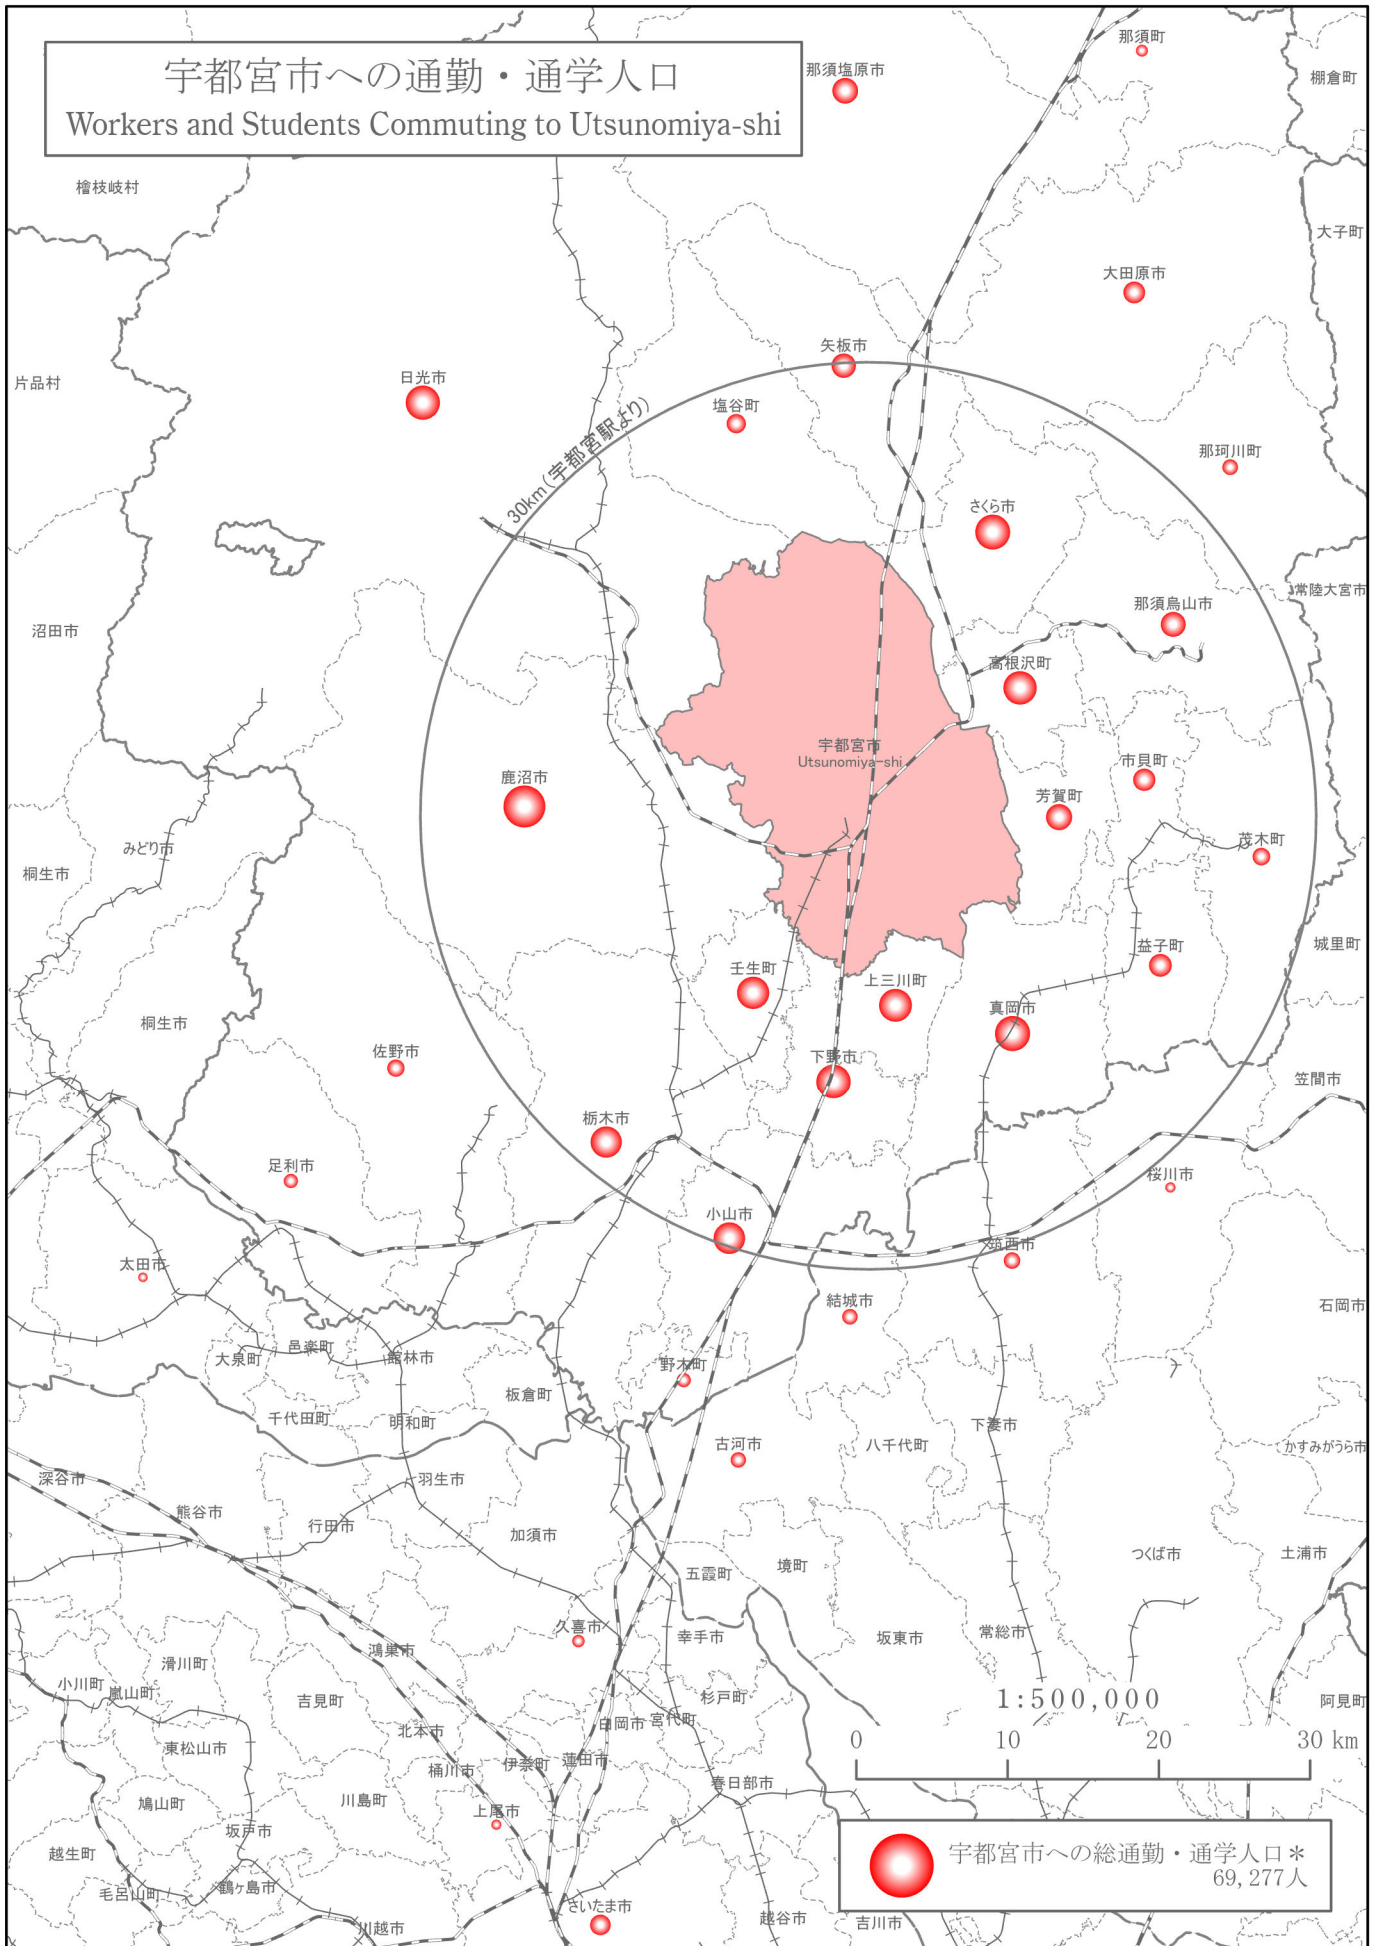 宇都宮市への通勤・通学人口
Workers and Students Commuting to Utsunomiya-shi
那須町
那須塩原市
棚倉町
檜枝岐村
大子町
大田原市
矢板市
片品村
日光市
塩谷町
30km(宇都宮駅より)
那珂川町
さくら市
常陸大宮市
那須烏山市
沼田市
高根沢町
宇都宮市
Utsunomiya-shi
市貝町
鹿沼市
芳賀町
茂木町
みどり市
桐生市
城里町
益子町
壬生町
上三川町
真岡市
桐生市
佐野市
下野市
笠間市
栃木市
足利市
桜川市
小山市
筑西市
太田市
結城市
石岡市
邑楽町
大泉町
館林市
野木町
板倉町
千代田町
明和町
下妻市
古河市
八千代町
かすみがうら市
深谷市
羽生市
熊谷市
行田市
加須市
つくば市
土浦市
境町
五霞町
久喜市
幸手市
坂東市
常総市
鴻巣市
滑川町
小川町
嵐山町
吉見町
杉戸町
1:500,000
阿見町
北本市
白岡市
宮代町
東松山市
伊奈町
蓮田市
桶川市
0 10 20 30 km
春日部市
川島町
鳩山町
上尾市
坂戸市
越生町
宇都宮市への総通勤・通学人口＊
69,277人
毛呂山町
鶴ヶ島市
さいたま市
川越市
越谷市
吉川市